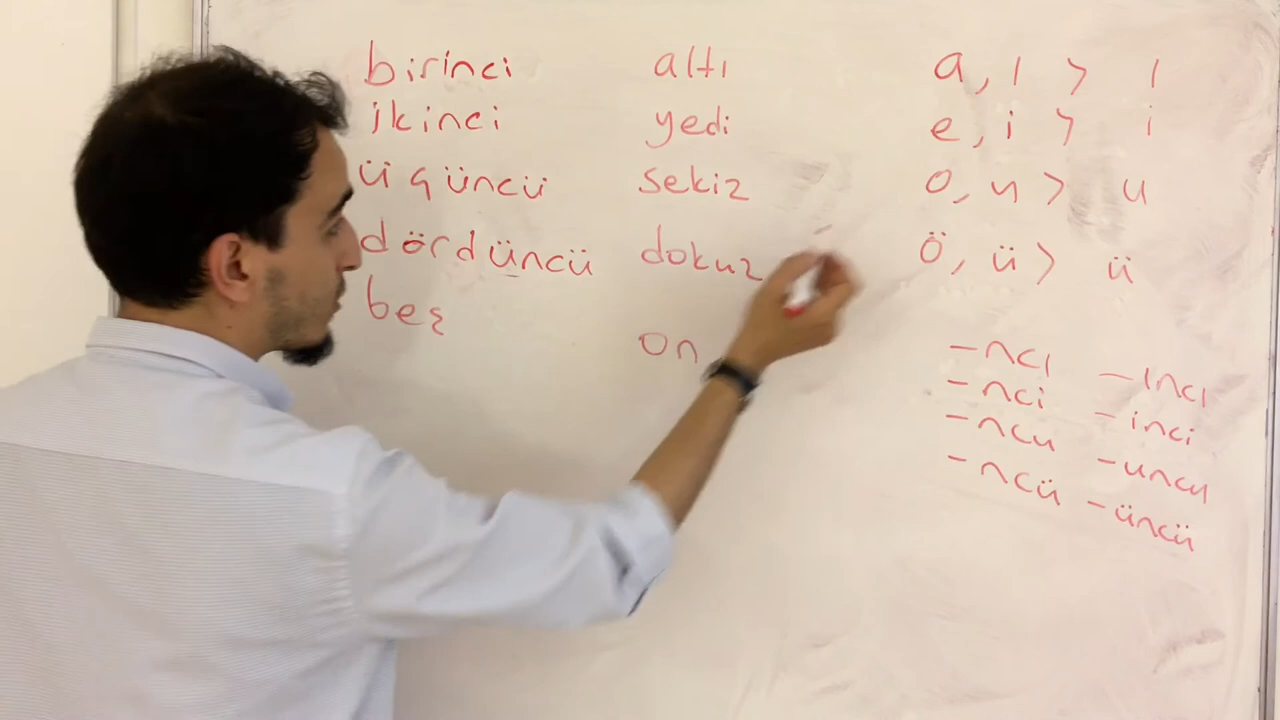 birinci
ikinci
üçüncü
dördüncü
beş
altı
yedi
sekiz
dokuz
on
a, ı > ı
e, i > i
o, u > u
ö, ü > ü
-ncı -ıncı
-nci -inci
-ncu -uncu
-ncü -üncü